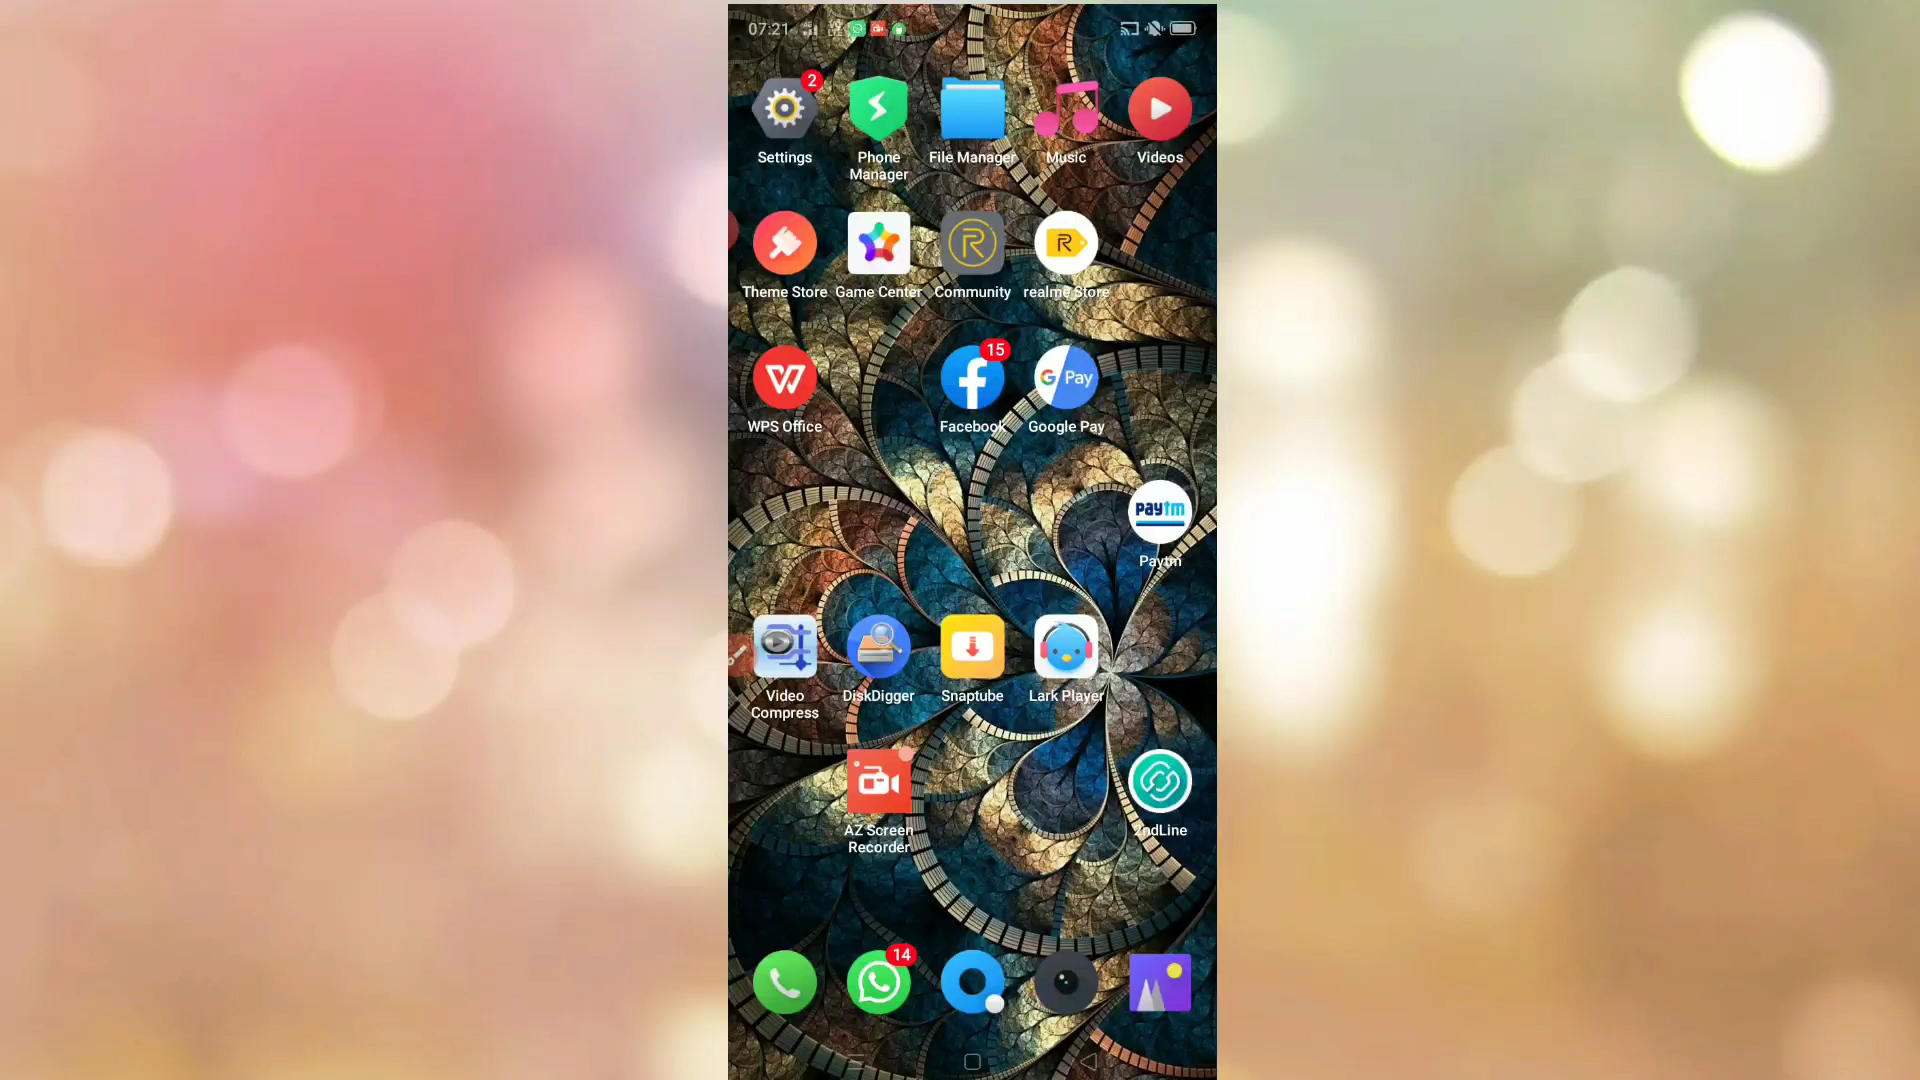 07:21
2
Settings
Phone
Manager
File Manager
Music
Videos
Theme Store
Game Center
Community
realme Store
15
G Pay
WPS Office
Facebook
Google Pay
paytm
Paytm
Video
Compress
DiskDigger
Snaptube
Lark Player
AZ Screen
Recorder
2ndLine
14